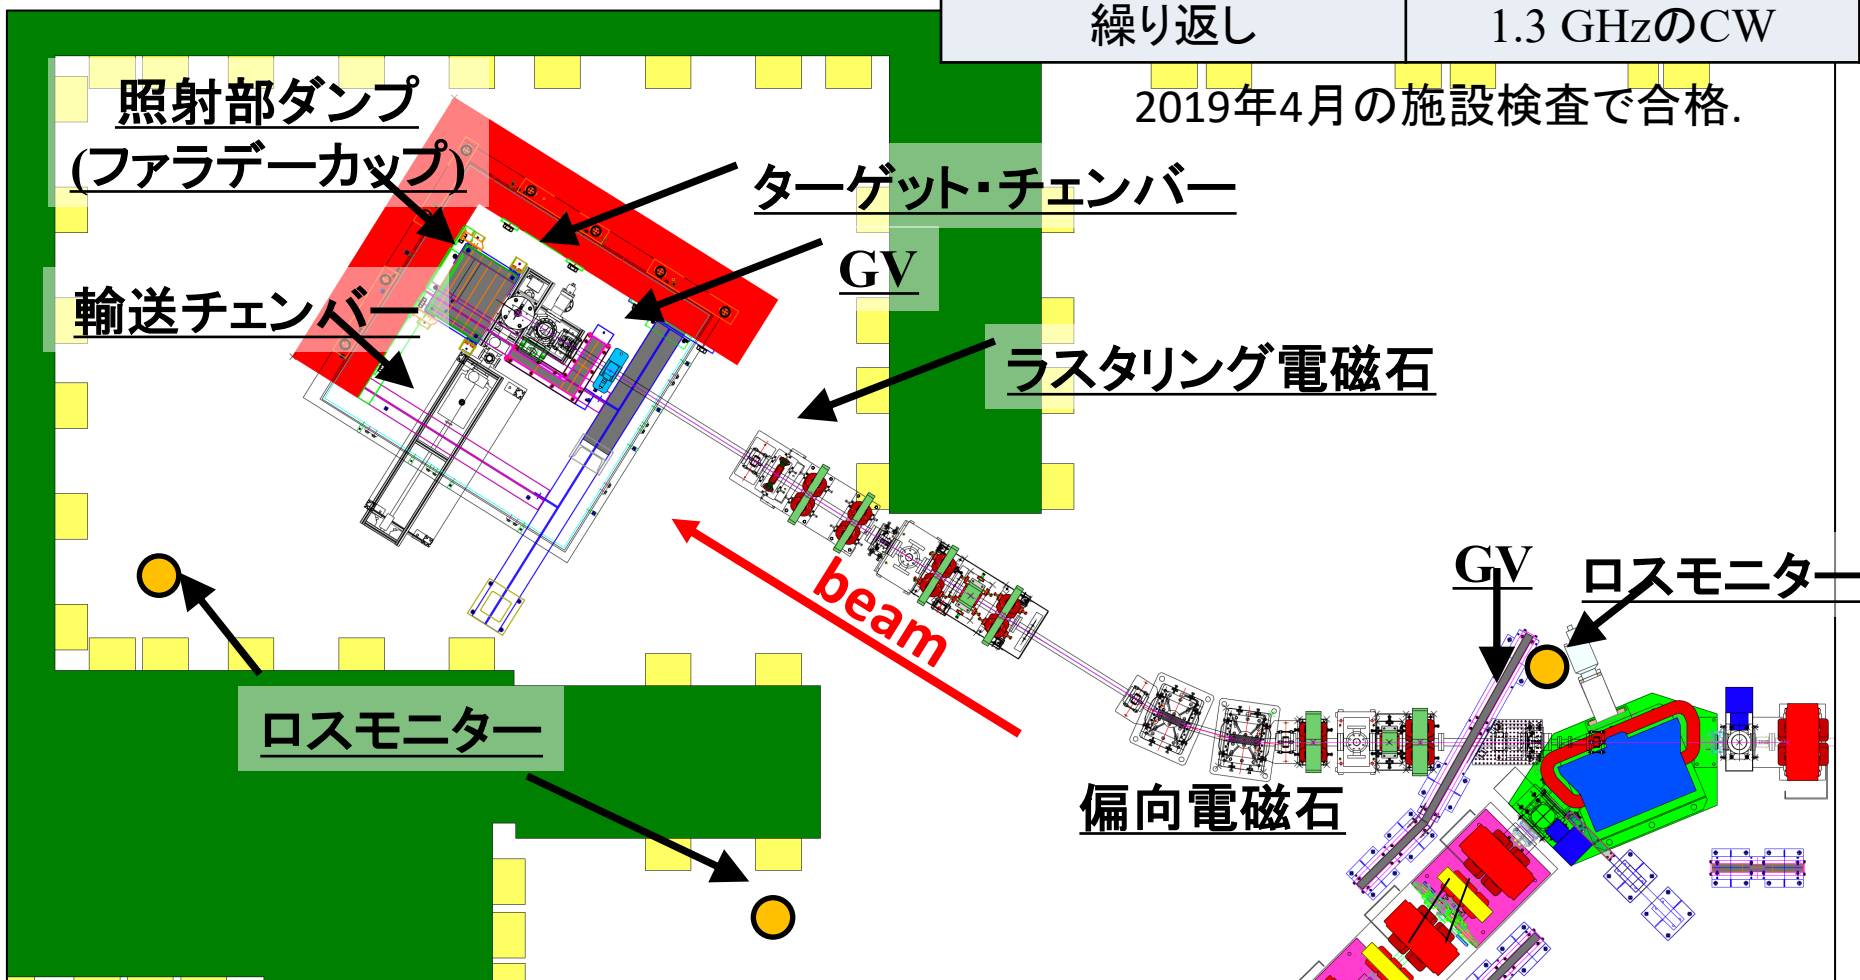 繰り返し
1.3 GHzのCW
2019年4月の施設検査で合格.
照射部ダンプ
(ファラデーカップ)
ターゲット・チェンバー
GV
輸送チェンバー
ラスタリング電磁石
beam
GV
ロスモニター
ロスモニター
偏向電磁石